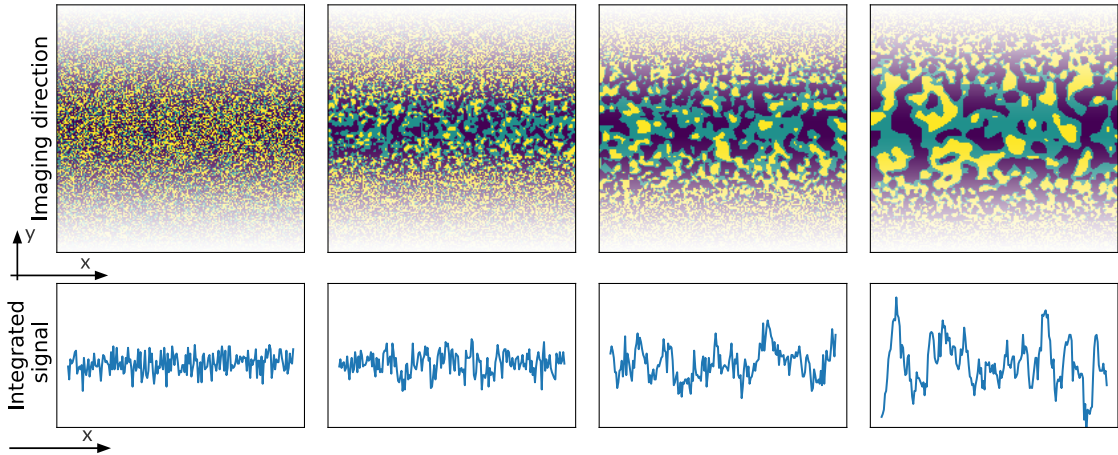 Imaging direction
y
x
Integrated
signal
x